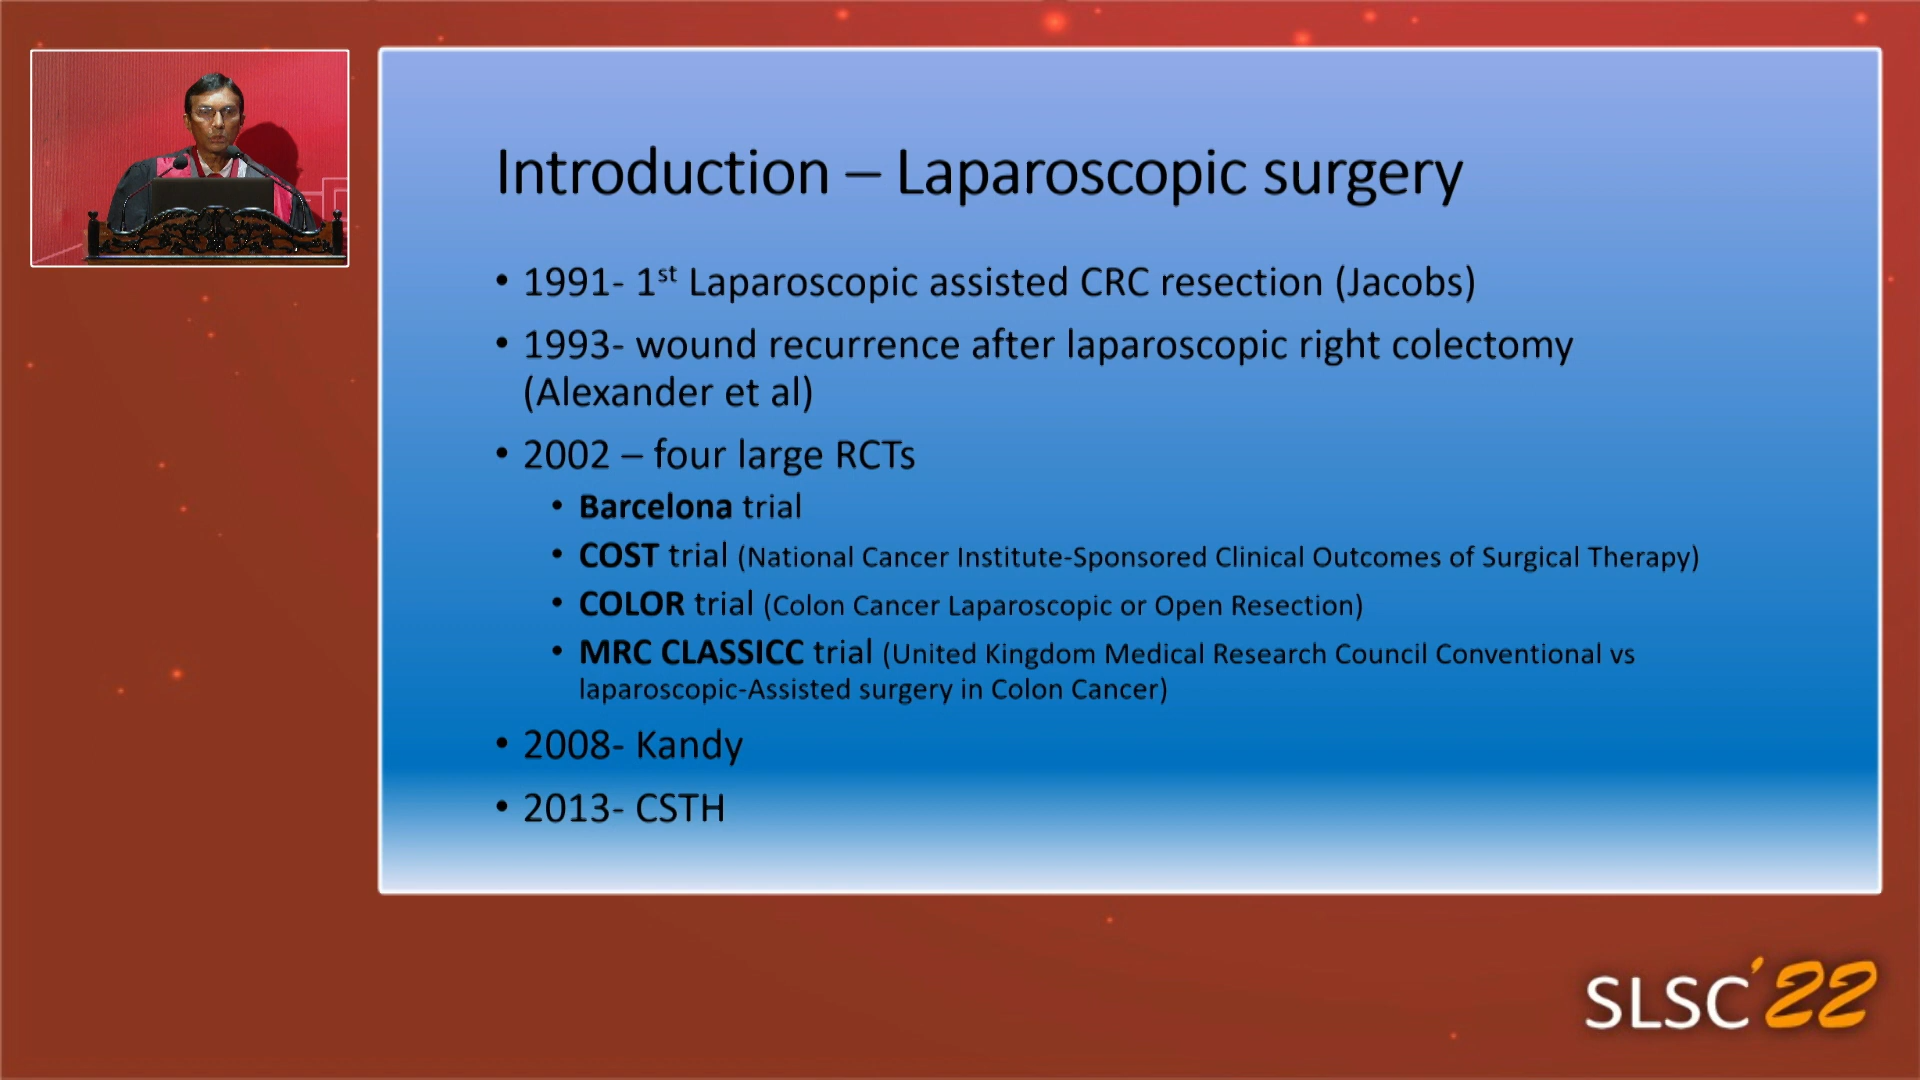 Introduction – Laparoscopic surgery
• 1991- 1st Laparoscopic assisted CRC resection (Jacobs)
• 1993- wound recurrence after laparoscopic right colectomy
(Alexander et al)
• 2002 – four large RCTs
• Barcelona trial
• COST trial (National Cancer Institute-Sponsored Clinical Outcomes of Surgical Therapy)
• COLOR trial (Colon Cancer Laparoscopic or Open Resection)
• MRC CLASSICC trial (United Kingdom Medical Research Council Conventional vs
laparoscopic-Assisted surgery in Colon Cancer)
• 2008- Kandy
• 2013- CSTH
SLSC'22